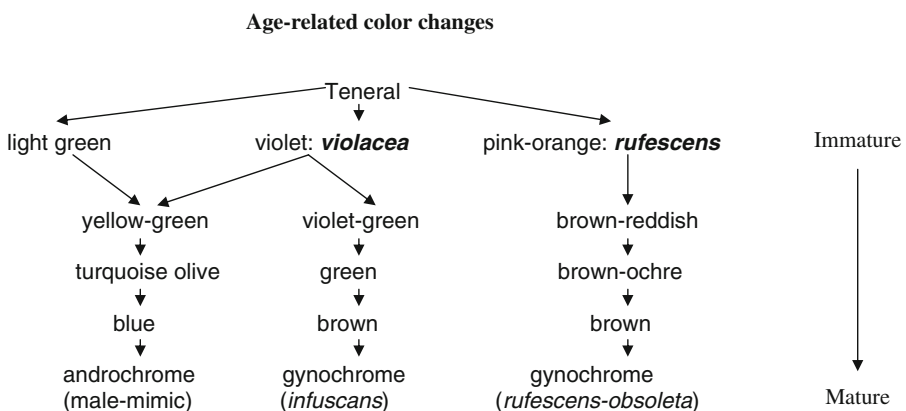 Age-related color changes
Teneral
light green violet: violacea pink-orange: rufescens Immature
yellow-green violet-green brown-reddish
turquoise olive green brown-ochre
blue brown brown
androchrome gynochrome gynochrome
(male-mimic) (infuscans) (rufescens-obsoleta) Mature